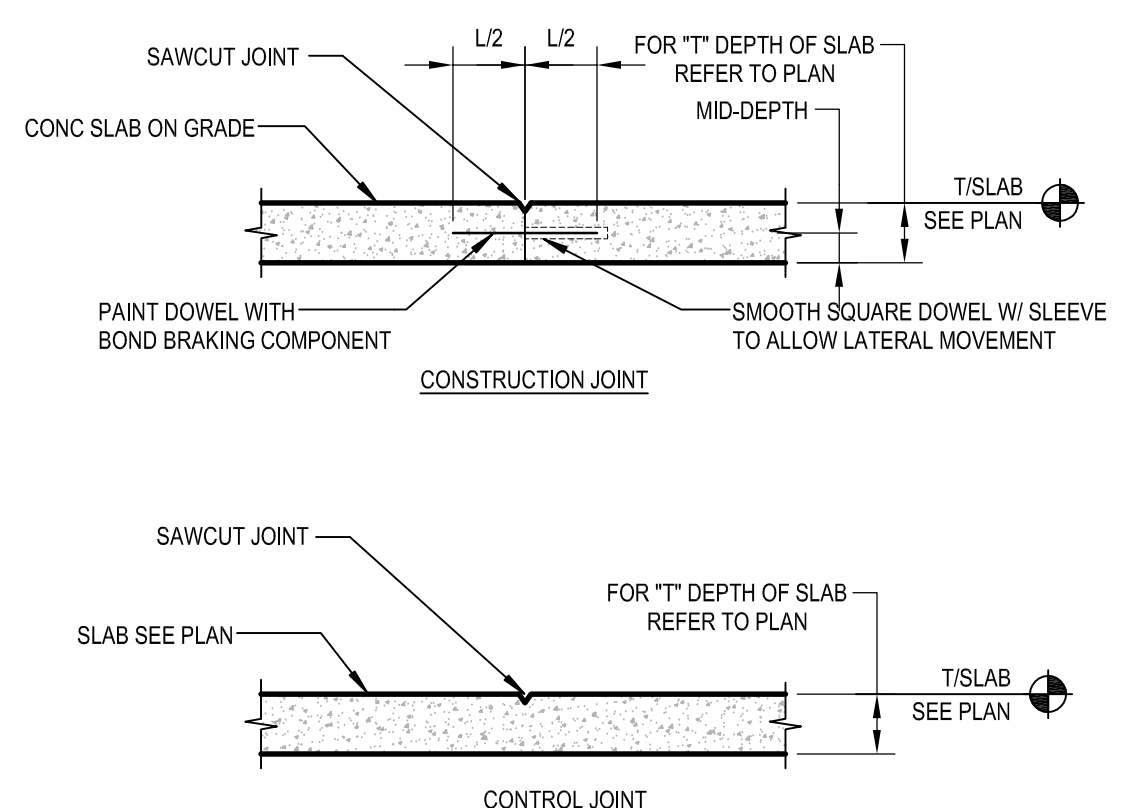 L/2 L/2
SAWCUT JOINT
FOR "T" DEPTH OF SLAB
REFER TO PLAN
MID-DEPTH
CONC SLAB ON GRADE
T/SLAB
SEE PLAN
PAINT DOWEL WITH
BOND BRAKING COMPONENT
SMOOTH SQUARE DOWEL W/ SLEEVE
TO ALLOW LATERAL MOVEMENT
CONSTRUCTION JOINT
SAWCUT JOINT
FOR "T" DEPTH OF SLAB
REFER TO PLAN
SLAB SEE PLAN
T/SLAB
SEE PLAN
CONTROL JOINT